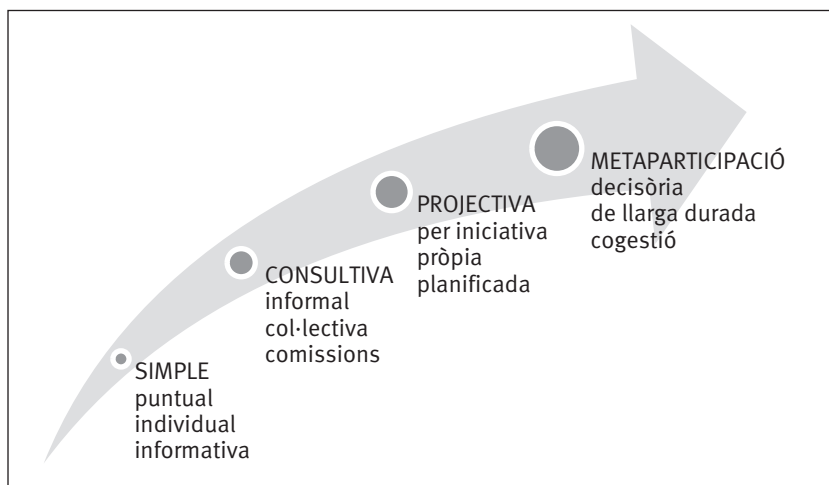 SIMPLE
puntual
individual
informativa
CONSULTIVA
informal
col·lectiva
comissions
PROJECTIVA
per iniciativa
pròpia
planificada
METAPARTICIPACIÓ
decisòria
de llarga durada
cogestió